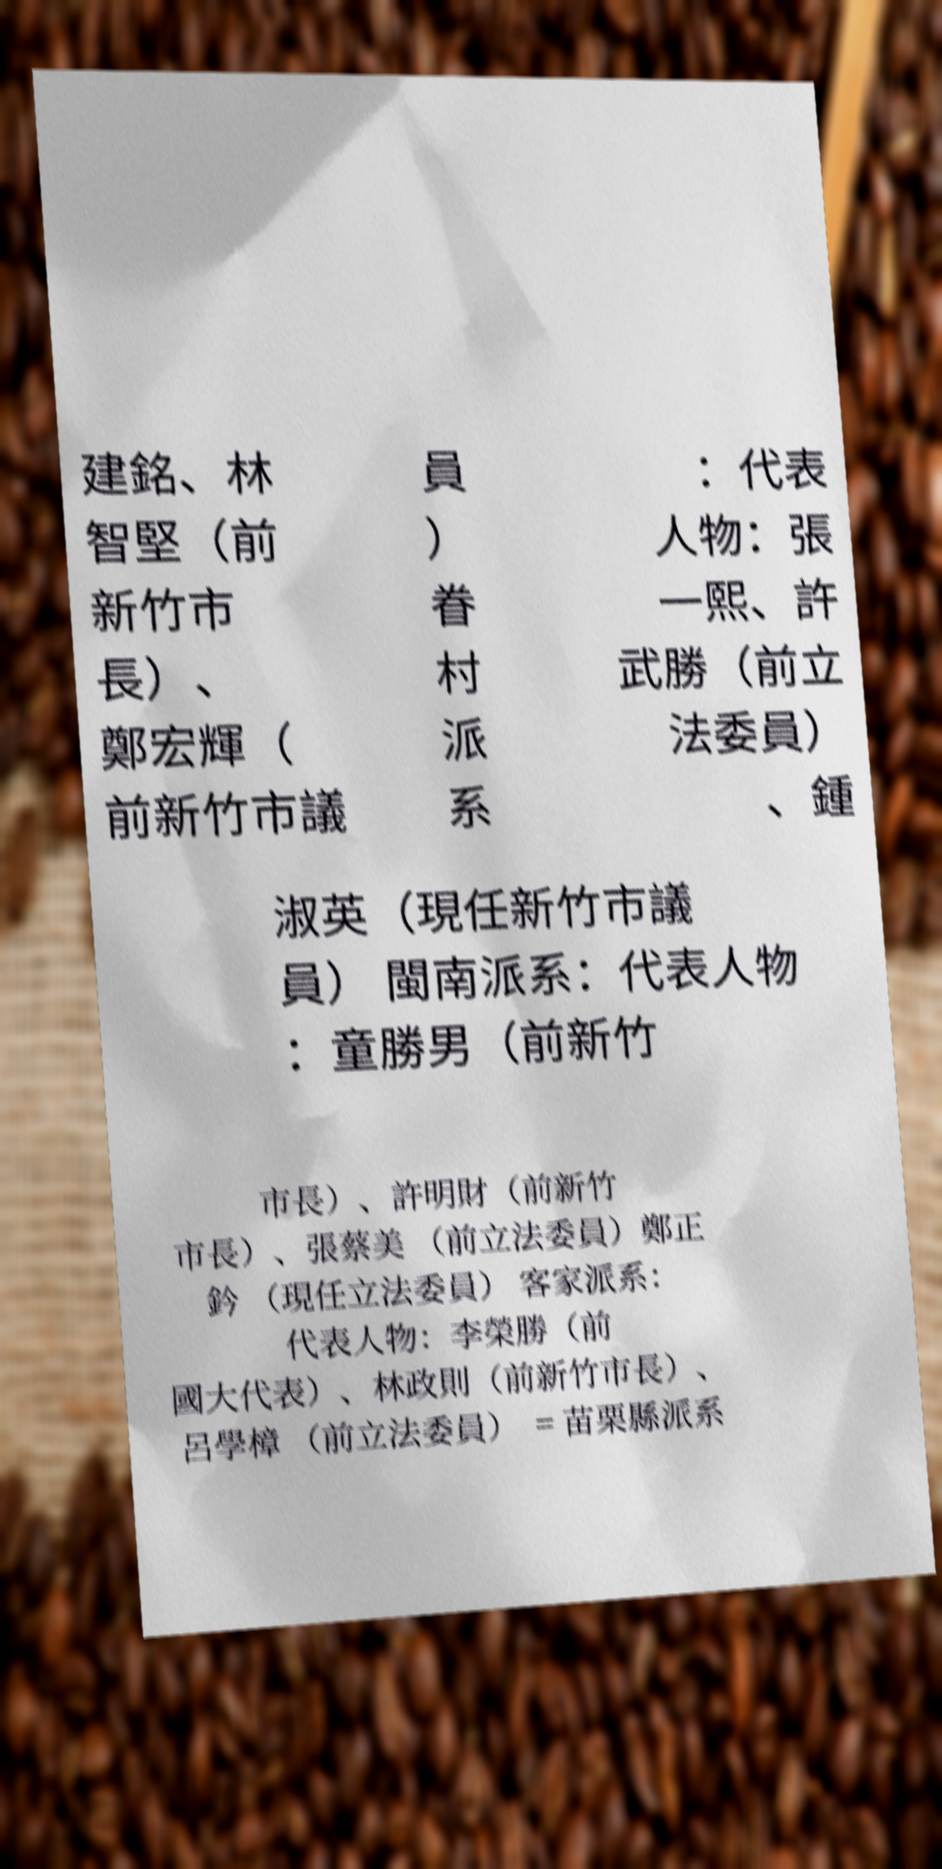 建銘、林
智堅（前
新竹市
長）、
鄭宏輝（
前新竹市議
員
）
眷
村
派
系
：代表
人物：張
一熙、許
武勝（前立
法委員）
、鍾
淑英（現任新竹市議
員） 閩南派系：代表人物
：童勝男（前新竹
市長）、許明財（前新竹
市長）、張蔡美 （前立法委員）鄭正
鈐 （現任立法委員） 客家派系：
代表人物：李榮勝（前
國大代表）、林政則（前新竹市長）、
呂學樟 （前立法委員） = 苗栗縣派系